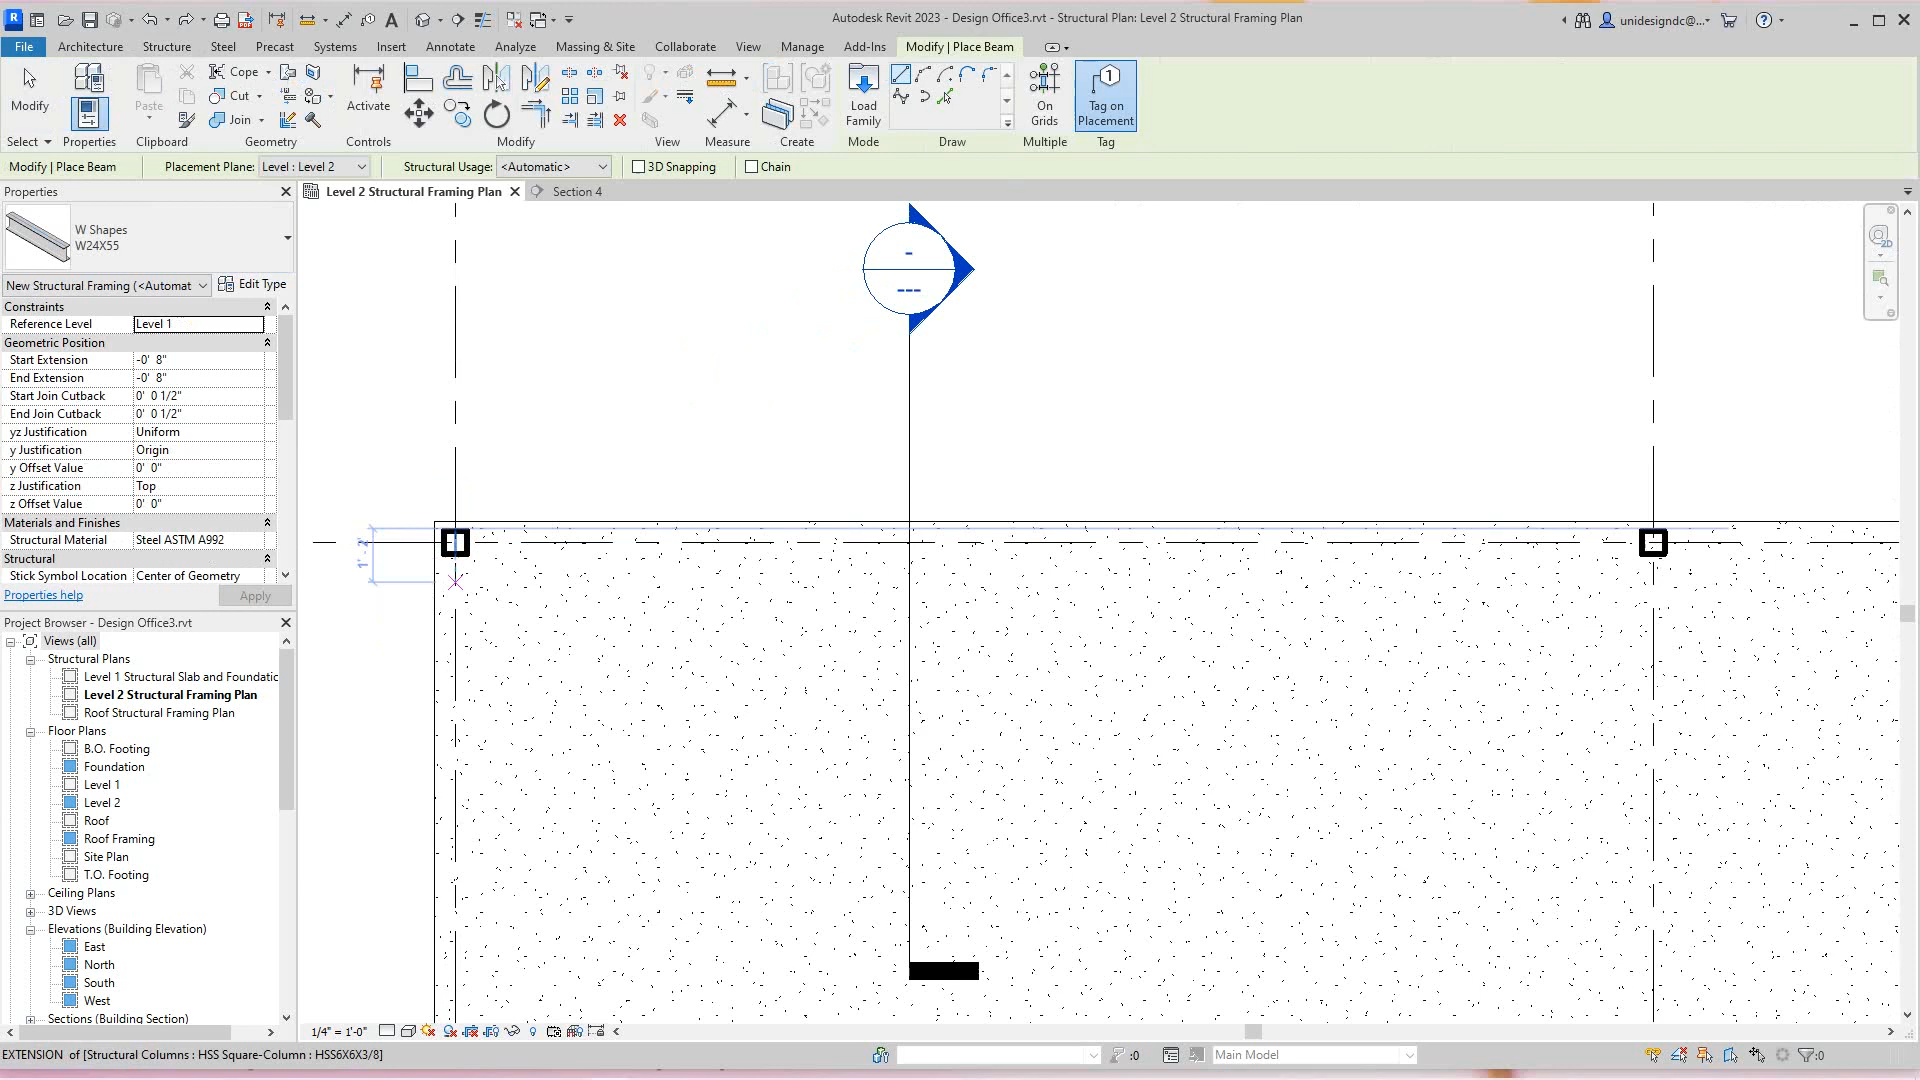 Autodesk Revit 2023 - Design Office3.rvt - Structural Plan: Level 2 Structural Framing Plan
unidesigndc@...
File Architecture Structure Steel Precast Systems Insert Annotate Analyze Massing & Site Collaborate View Manage Add-Ins Modify | Place Beam
Cope
Cut
Join
Modify
Paste
Activate
Load
Family
On
Grids
1
Tag on
Placement
Select Properties Clipboard Geometry Controls Modify View Measure Create Mode Draw Multiple Tag
Modify | Place Beam Placement Plane: Level : Level 2 Structural Usage: <Automatic> 3D Snapping Chain
Properties
Level 2 Structural Framing Plan Section 4
W Shapes
W24X55
New Structural Framing (<Automat Edit Type
Constraints
Reference Level Level 1
Geometric Position
Start Extension -0' 8"
End Extension -0' 8"
Start Join Cutback 0' 0 1/2"
End Join Cutback 0' 0 1/2"
yz Justification Uniform
y Justification Origin
y Offset Value 0' 0"
z Justification Top
z Offset Value 0' 0"
Materials and Finishes
Structural Material Steel ASTM A992
Structural
Stick Symbol Location Center of Geometry
Properties help Apply
Project Browser - Design Office3.rvt
Views (all)
Structural Plans
Level 1 Structural Slab and Foundatic
Level 2 Structural Framing Plan
Roof Structural Framing Plan
Floor Plans
B.O. Footing
Foundation
Level 1
Level 2
Roof
Roof Framing
Site Plan
T.O. Footing
Ceiling Plans
3D Views
Elevations (Building Elevation)
East
North
South
West
Sections (Building Section)
-
---
1' - 2"
2D
1/4" = 1'-0"
EXTENSION of [Structural Columns : HSS Square-Column : HSS6X6X3/8]
:0
Main Model
:0